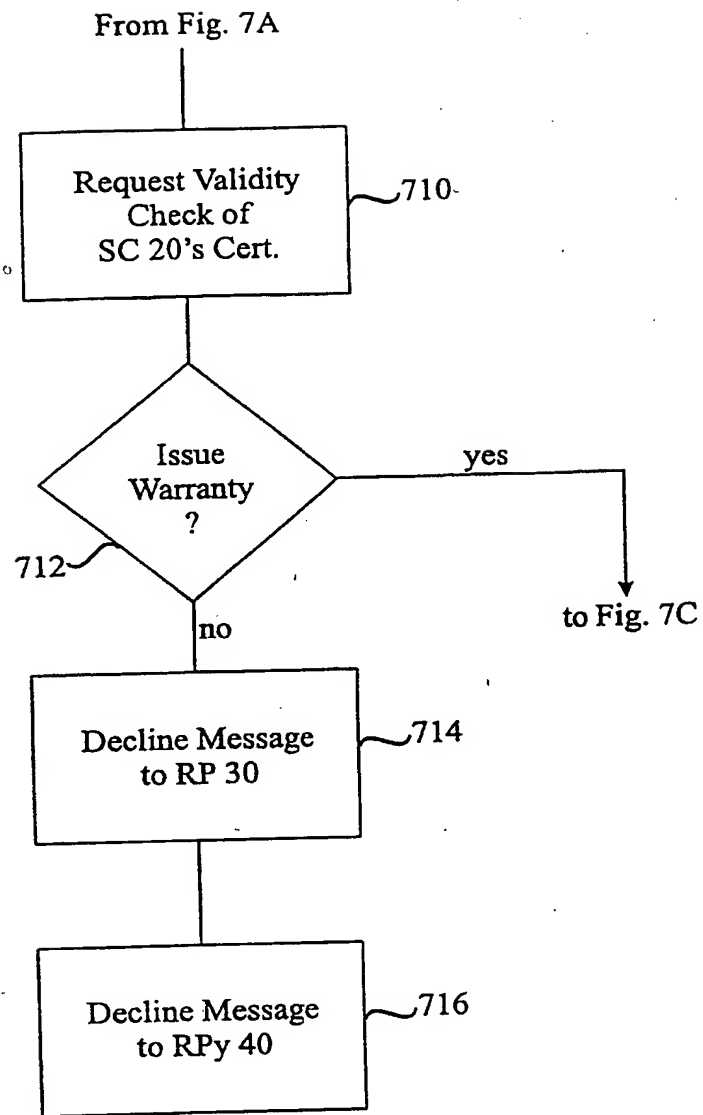 From Fig. 7A
Request Validity
Check of
SC 20's Cert.
710
Issue
Warranty
?
yes
712
to Fig. 7C
no
Decline Message
to RP 30
714
Decline Message
to RPy 40
716